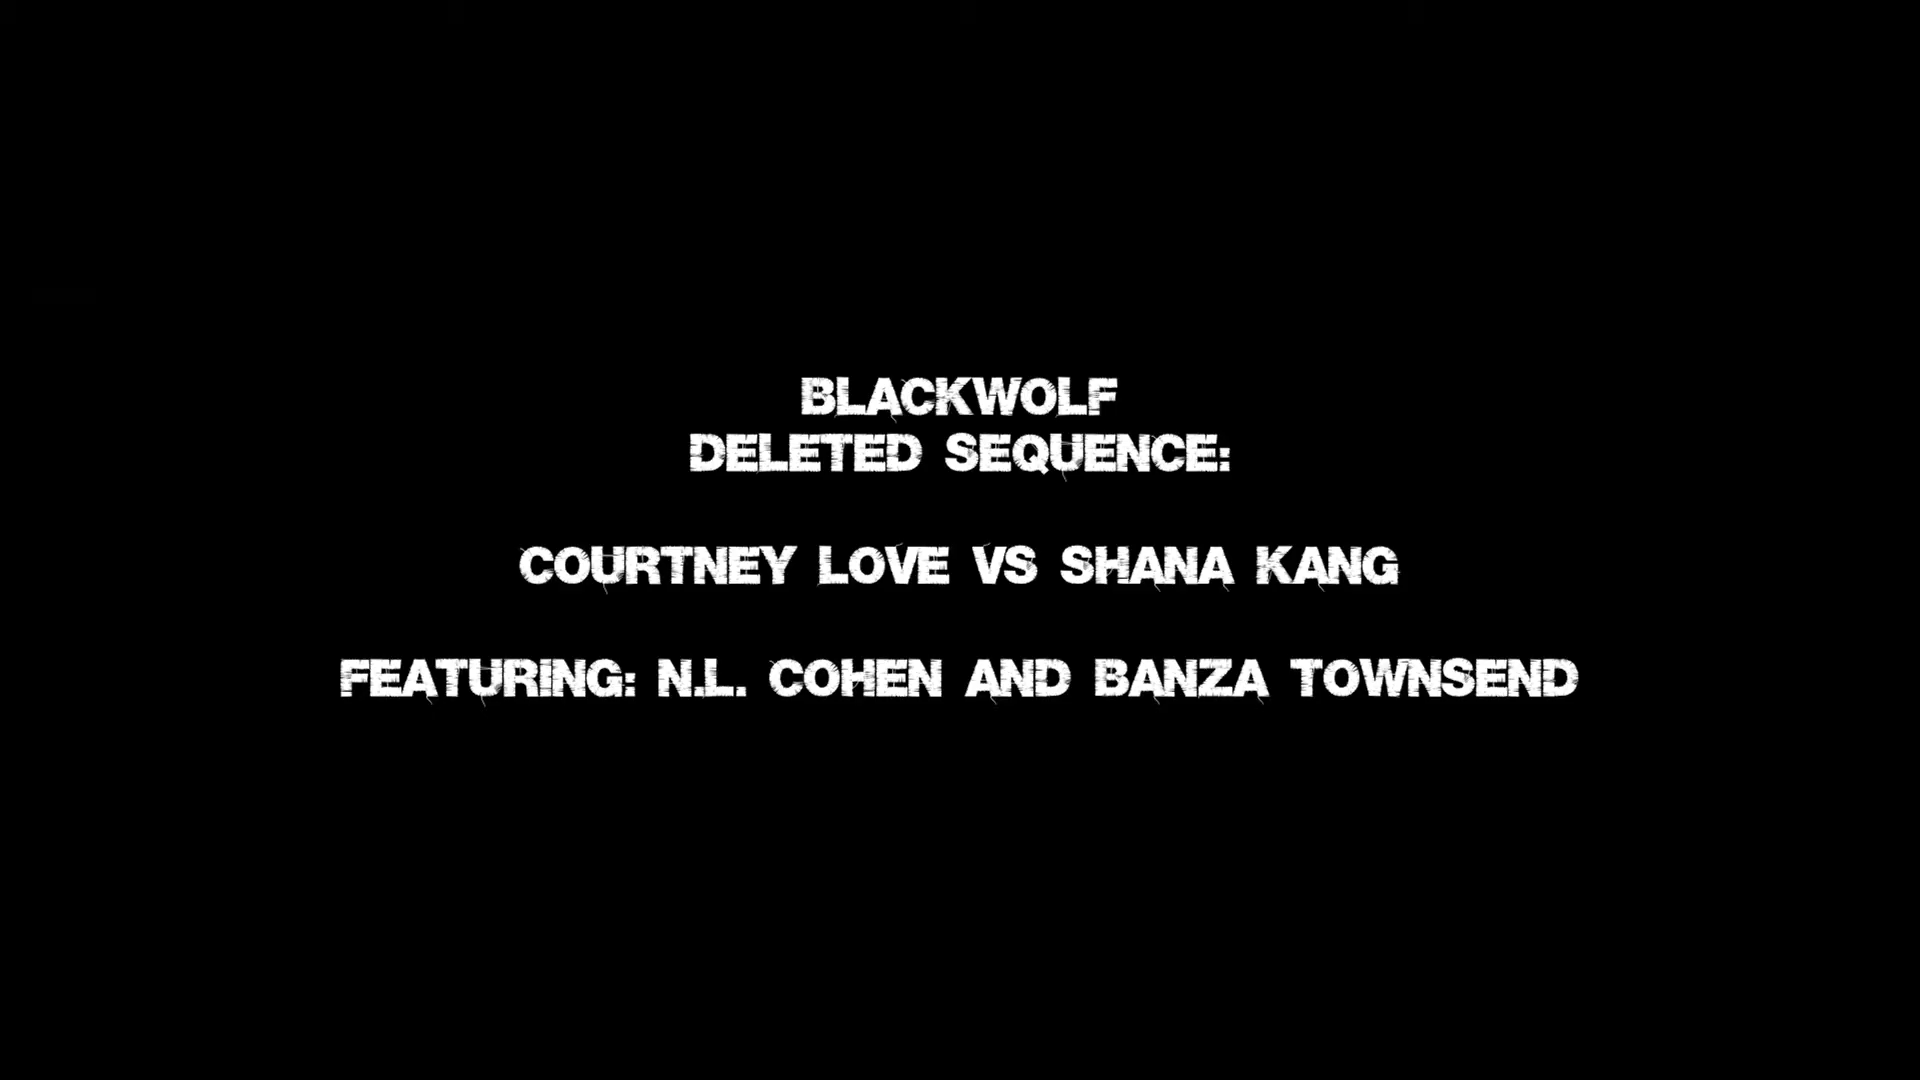 BLACKWOLF
DELETED SEQUENCE:
COURTNEY LOVE VS SHANA KANG
FEATURING: N.L. COHEN AND BANZA TOWNSEND